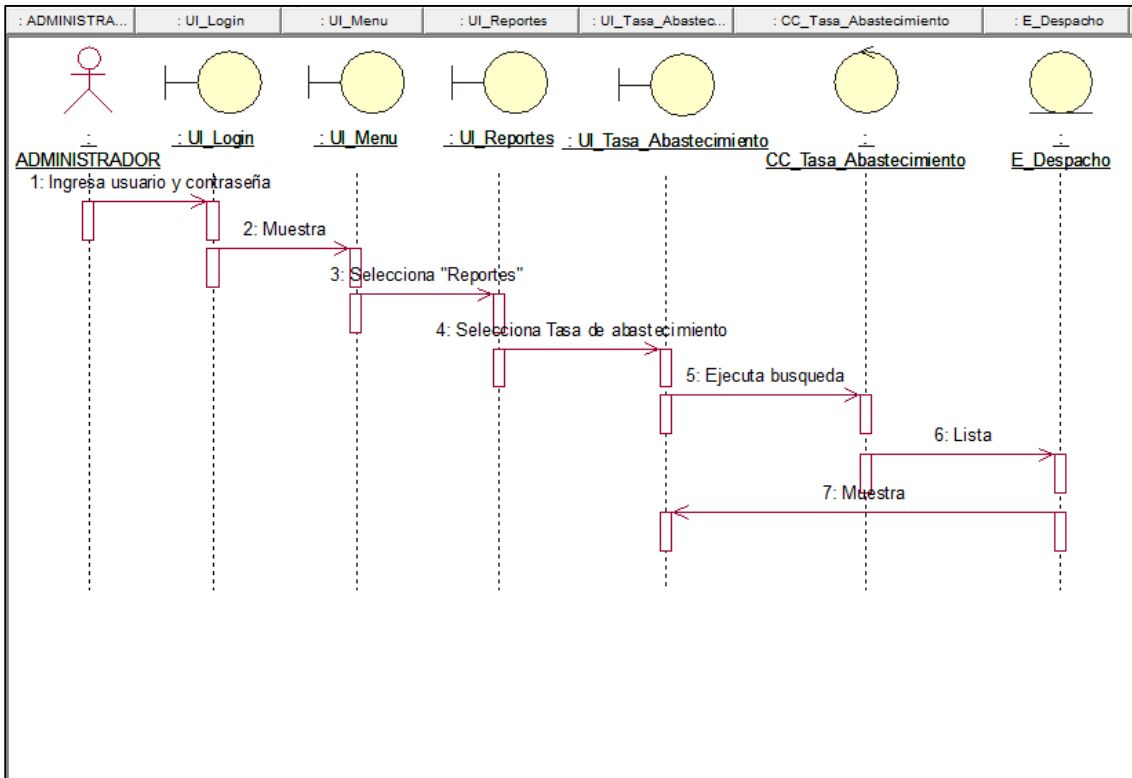 : ADMINISTRA...
: UI_Login
: UI_Menu
: UI_Reportes
: UI_Tasa_Abastec...
: CC_Tasa_Abastecimiento
: E_Despacho
:
ADMINISTRADOR
: UI_Login
: UI_Menu
: UI_Reportes
: UI_Tasa_Abastecimiento
:
CC_Tasa_Abastecimiento
:
E_Despacho
1: Ingresa usuario y contraseña
2: Muestra
3: Selecciona "Reportes"
4: Selecciona Tasa de abastecimiento
5: Ejecuta busqueda
6: Lista
7: Muestra